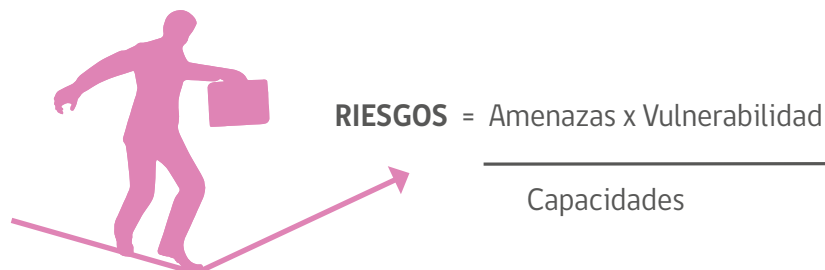 RIESGOS = Amenazas x Vulnerabilidad
Capacidades